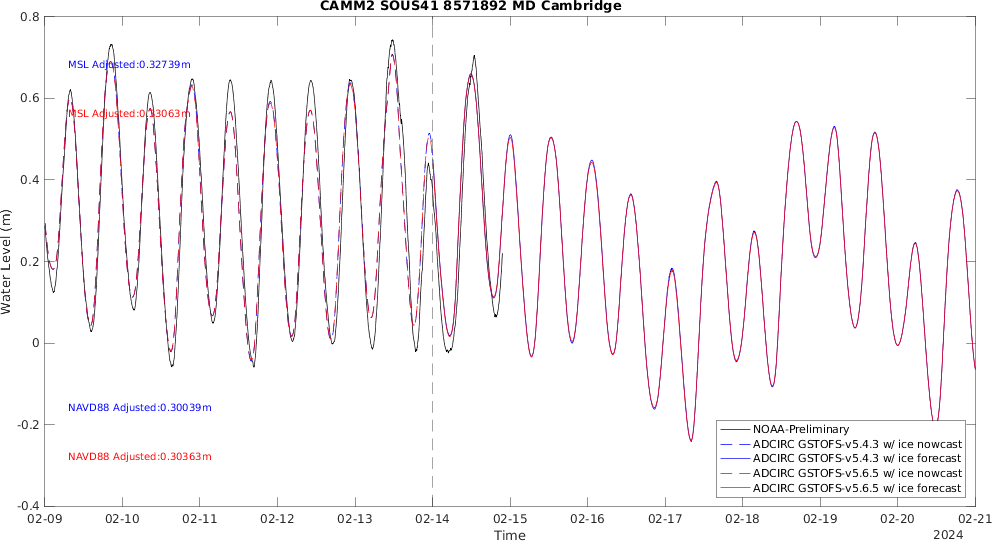 CAMM2 SOUS41 8571892 MD Cambridge
0.8
0.6
0.4
0.2
0
-0.2
-0.4
Water Level (m)
MSL Adjusted:0.32739m
MSL Adjusted:0.33063m
NAVD88 Adjusted:0.30039m
NAVD88 Adjusted:0.30363m
NOAA-Preliminary
ADCIRC GSTOFS-v5.4.3 w/ ice nowcast
ADCIRC GSTOFS-v5.4.3 w/ ice forecast
ADCIRC GSTOFS-v5.6.5 w/ ice nowcast
ADCIRC GSTOFS-v5.6.5 w/ ice forecast
02-09 02-10 02-11 02-12 02-13 02-14 02-15 02-16 02-17 02-18 02-19 02-20 02-21
Time
2024